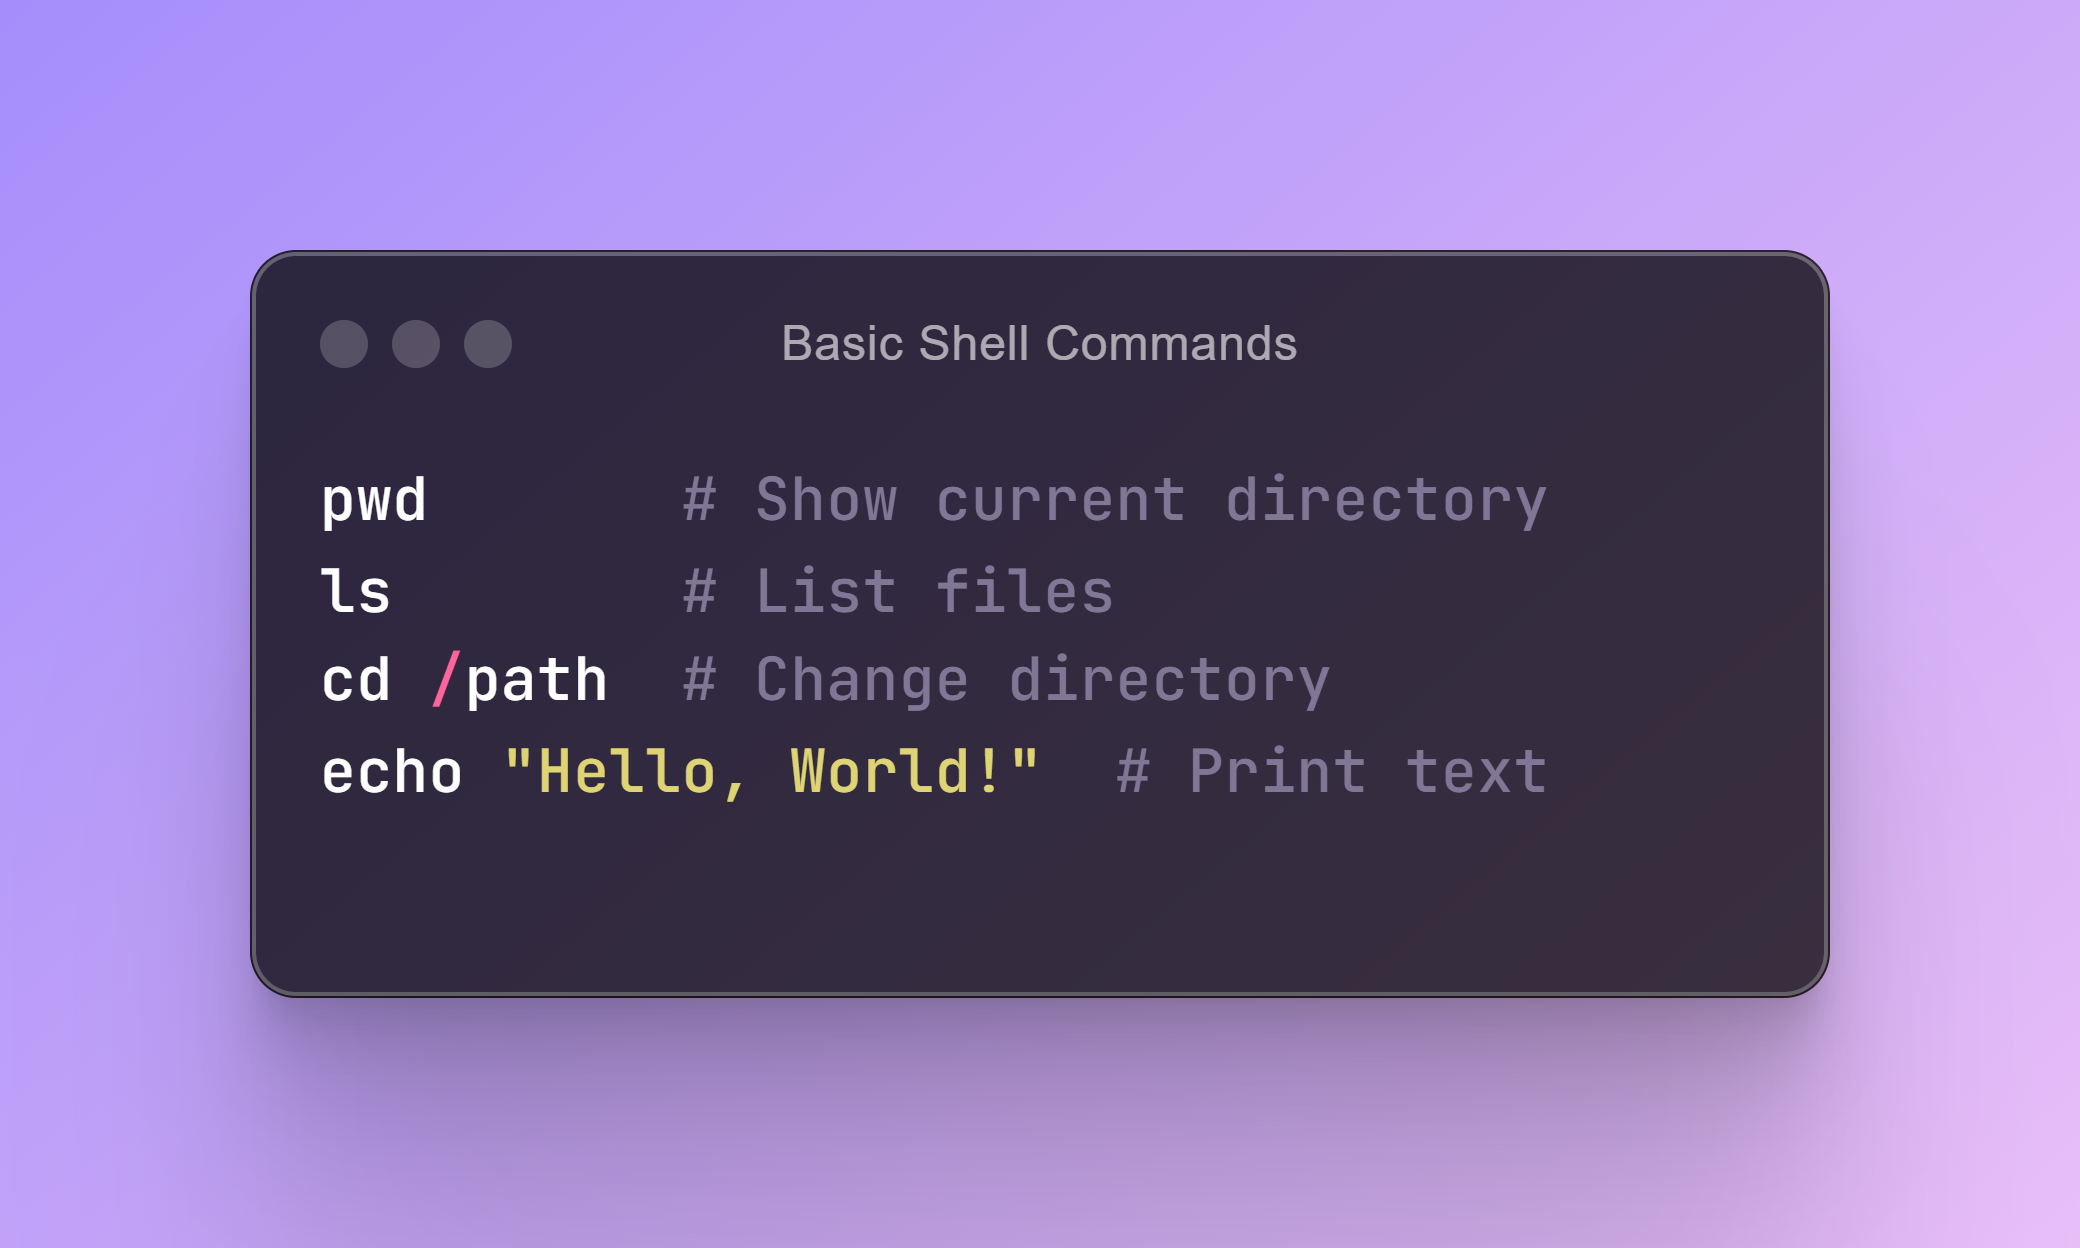 Basic Shell Commands
pwd       # Show current directory
ls        # List files
cd /path  # Change directory
echo "Hello, World!"  # Print text